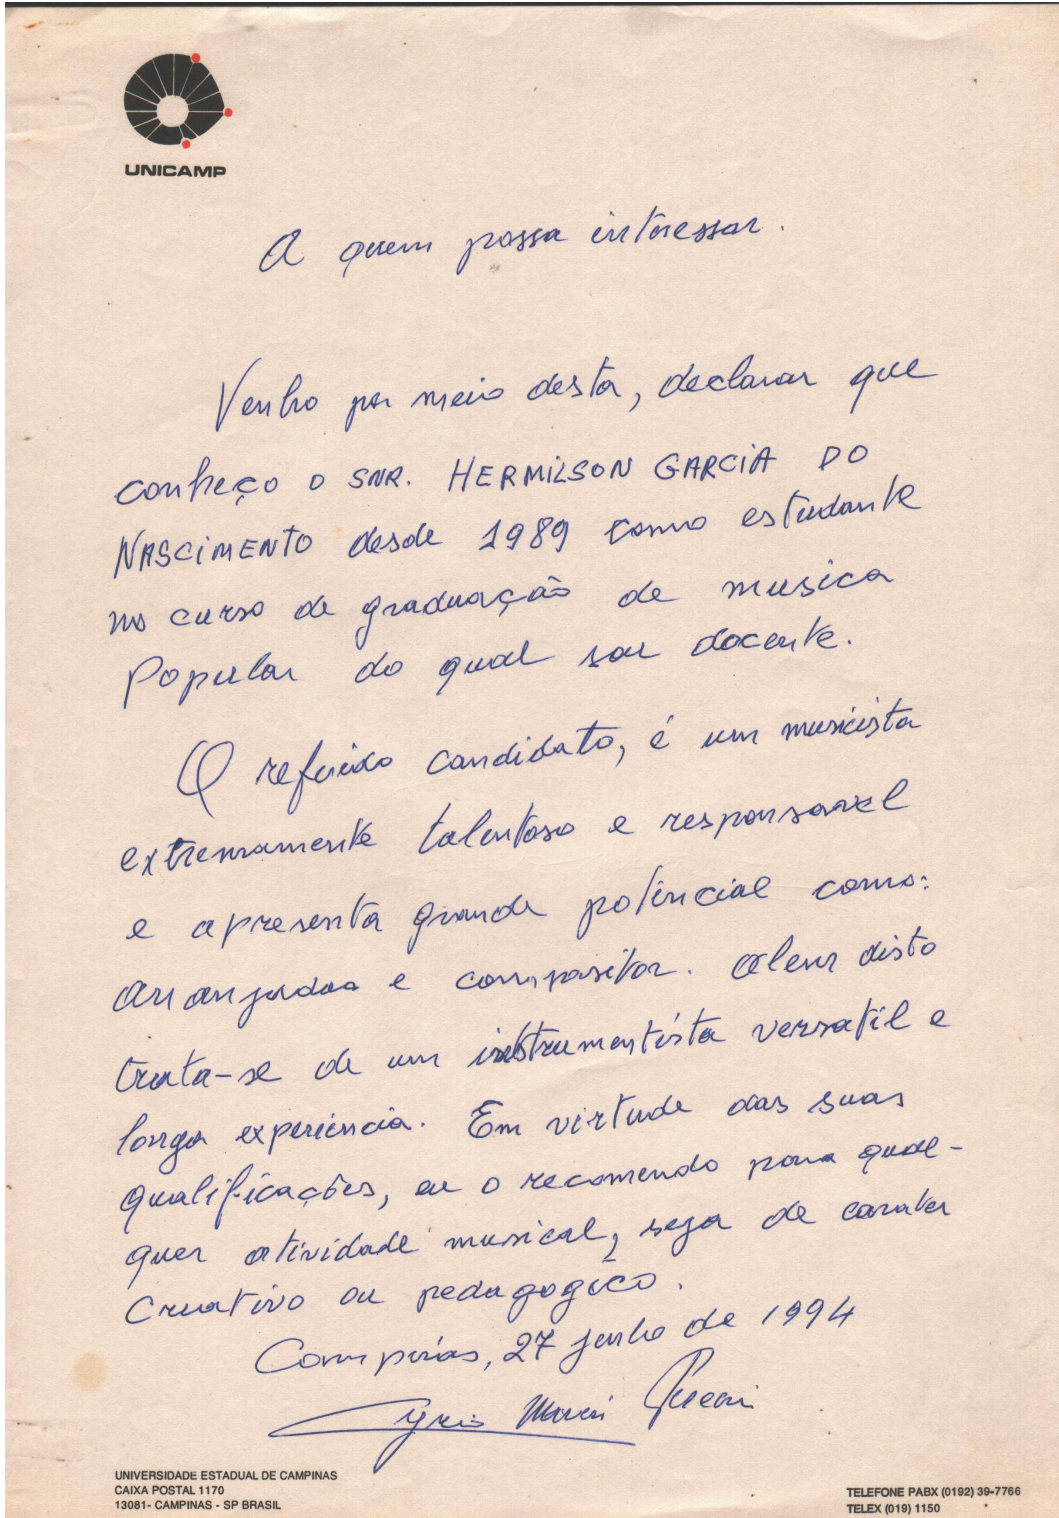 UNICAMP
A quem possa interessar.
Venho por meio desta, declarar que
conheço o SNR. HERMILSON GARCIA DO
NASCIMENTO desde 1989 como estudante
no curso de graduação de musica
Popular do qual sou docente.
O referido candidato, é um musicista
extremamente talentoso e responsavel
e apresenta grande potencial como:
arranjador e compositor. Alem disto
trata-se de um instrumentista versatil e
longa experiência. Em virtude das suas
qualificações, eu o recomendo para qual-
quer atividade musical, seja de carater
Criativo ou pedagogico.
Campinas, 27 junho de 1994
UNIVERSIDADE ESTADUAL DE CAMPINAS
CAIXA POSTAL 1170
13081- CAMPINAS - SP BRASIL
TELEFONE PABX (0192) 39-7766
TELEX (019) 1150